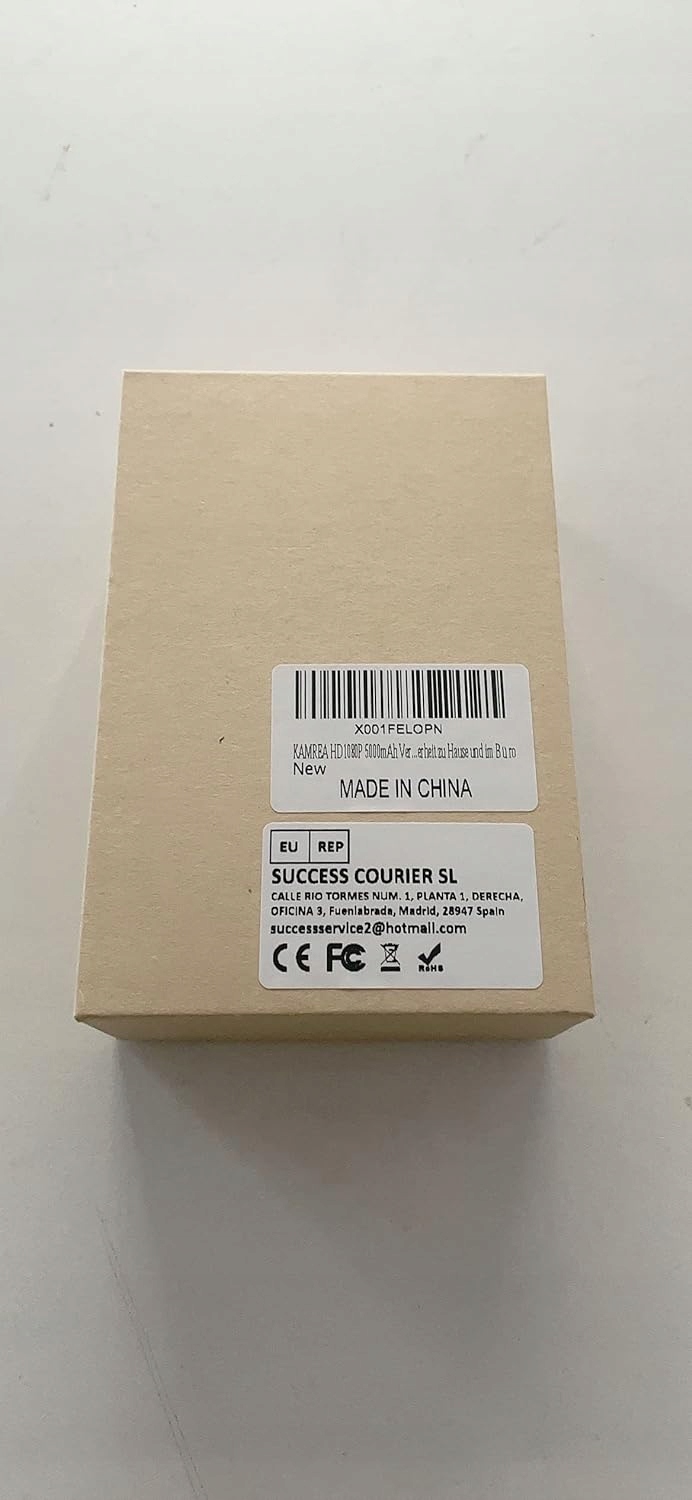 X001FELOPN
KAMREA HD1080P 5000mAh Ver...erheit zu Hause und im Büro
New
MADE IN CHINA
EU REP
SUCCESS COURIER SL
CALLE RIO TORMES NUM. 1, PLANTA 1, DERECHA,
OFICINA 3, Fuenlabrada, Madrid, 28947 Spain
successservice2@hotmail.com
CE FC RoHS